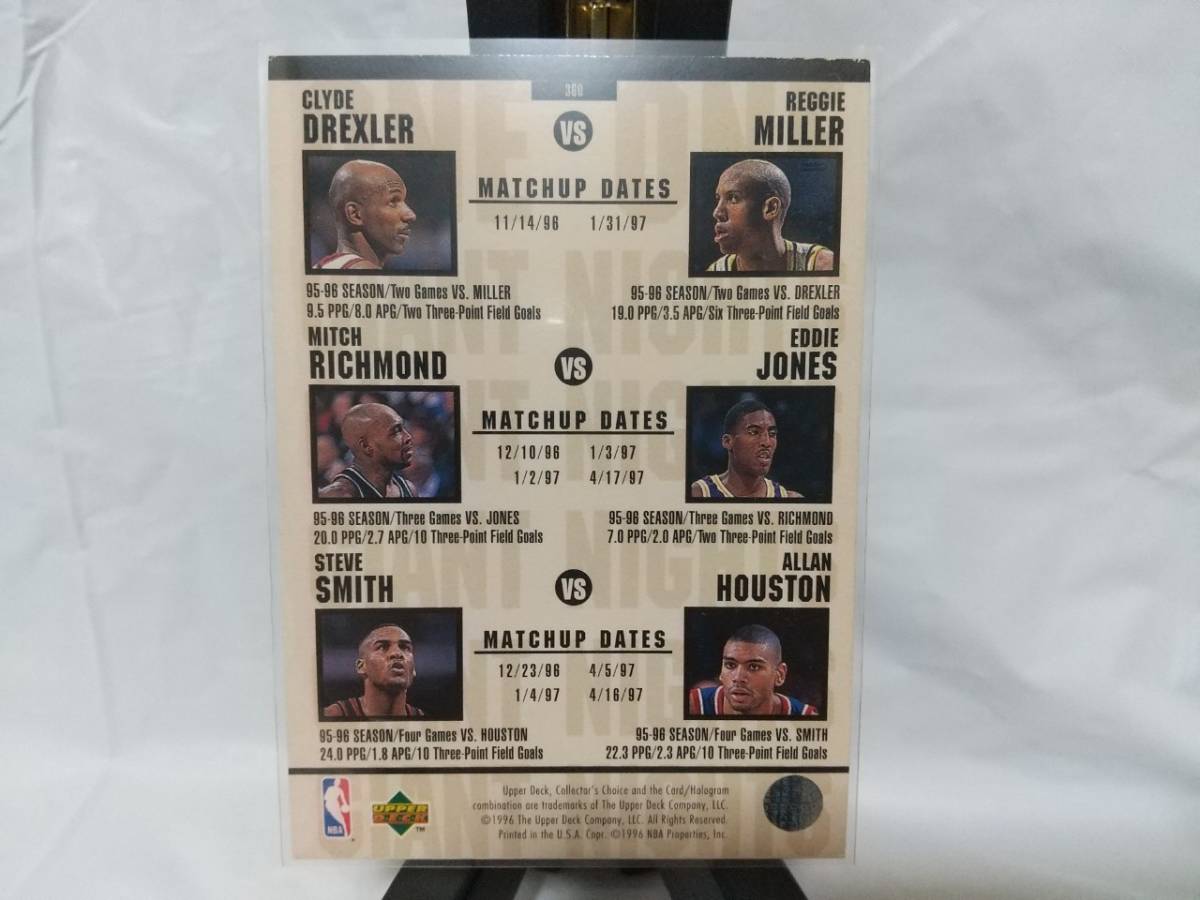 360
CLYDE
DREXLER
VS
REGGIE
MILLER
MATCHUP DATES
11/14/96 1/31/97
95-96 SEASON/Two Games VS. MILLER
9.5 PPG/8.0 APG/Two Three-Point Field Goals
95-96 SEASON/Two Games VS. DREXLER
19.0 PPG/3.5 APG/Six Three-Point Field Goals
MITCH
RICHMOND
VS
EDDIE
JONES
MATCHUP DATES
12/10/96 1/3/97
1/2/97 4/17/97
95-96 SEASON/Three Games VS. JONES
20.0 PPG/2.7 APG/10 Three-Point Field Goals
95-96 SEASON/Three Games VS. RICHMOND
7.0 PPG/2.0 APG/Two Three-Point Field Goals
STEVE
SMITH
VS
ALLAN
HOUSTON
MATCHUP DATES
12/23/96 4/5/97
1/4/97 4/16/97
95-96 SEASON/Four Games VS. HOUSTON
24.0 PPG/1.8 APG/10 Three-Point Field Goals
95-96 SEASON/Four Games VS. SMITH
22.3 PPG/2.3 APG/10 Three-Point Field Goals
NBA
UPPER DECK TM
Upper Deck, Collector's Choice and the Card/Hologram
combination are trademarks of The Upper Deck Company, LLC.
©1996 The Upper Deck Company, LLC. All Rights Reserved.
Printed in the U.S.A. Copr. ©1996 NBA Properties, Inc.